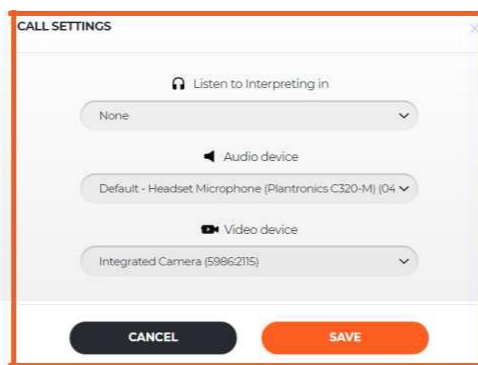 CALL SETTINGS
Listen to Interpreting in
None
Audio device
Default - Headset Microphone (Plantronics C320-M) (04
Video device
Integrated Camera (5986:2115)
CANCEL
SAVE